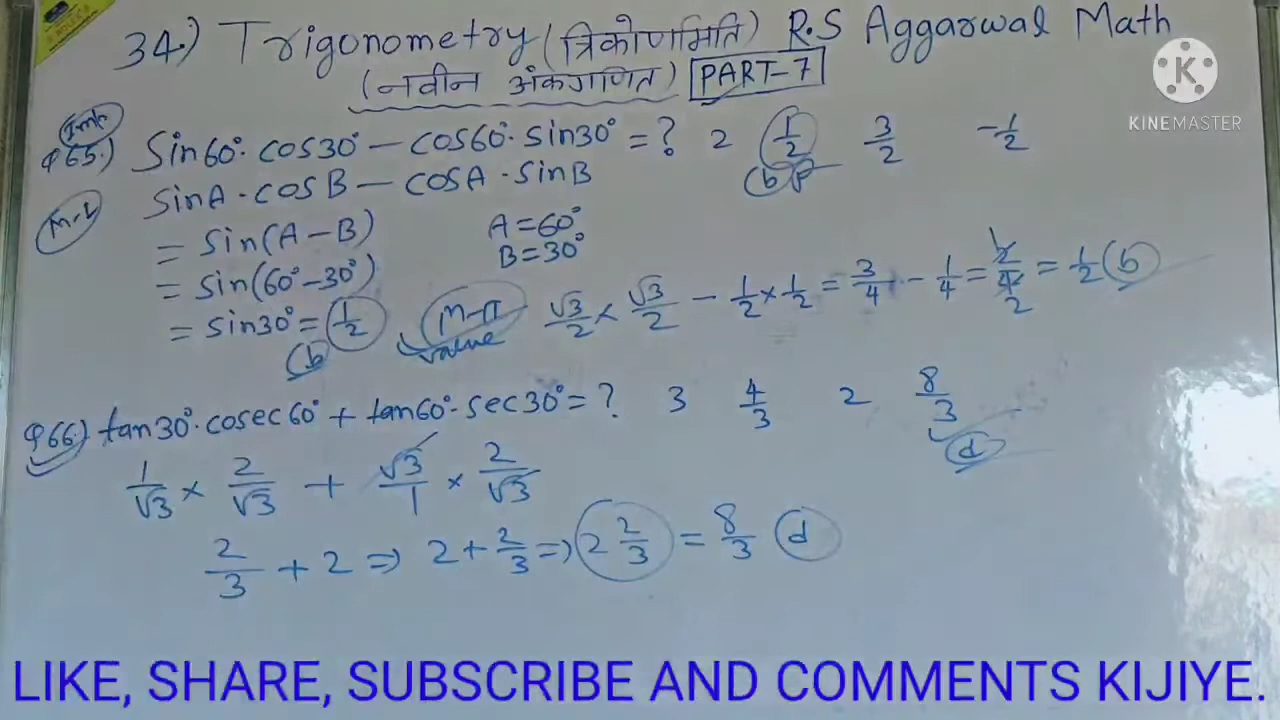 34.) Trigonometry (त्रिकोणमिति) R.S Aggarwal Math
(नवीन अंकगणित) PART-7
KINEMASTER
Imp
Q65.) Sin60°·cos30° − cos60°·sin30° = ? 2 1/2 3/2 −1/2
(b)
M-I sinA·cosB − cosA·sinB
= sin(A−B) A=60°
B=30°
= sin(60°−30°)
= sin30° = 1/2 (b)
M-II value √3/2 × √3/2 − 1/2 × 1/2 = 3/4 − 1/4 = 2/4 = 1/2 (b)
Q66.) tan30°·cosec60° + tan60°·sec30° = ? 3 4/3 2 8/3
(d)
1/√3 × 2/√3 + √3/1 × 2/√3
2/3 + 2 ⇒ 2 + 2/3 ⇒ 2 2/3 = 8/3 (d)
LIKE, SHARE, SUBSCRIBE AND COMMENTS KIJIYE.